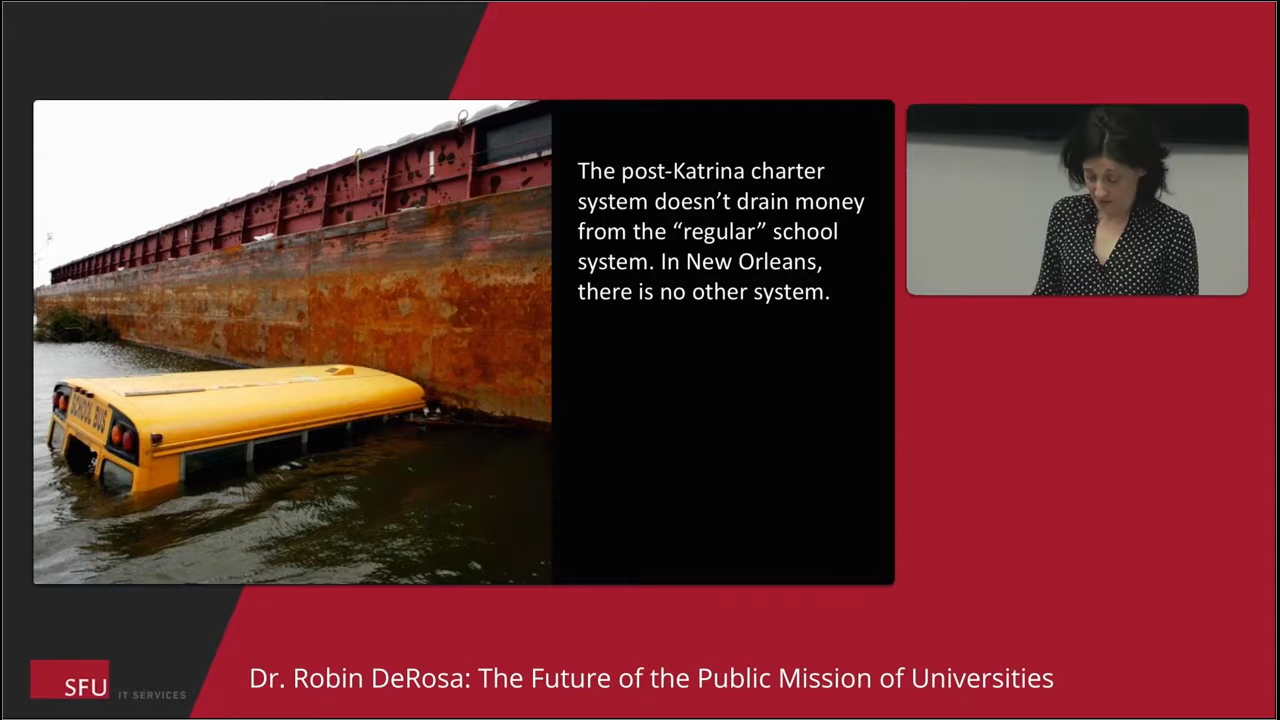 The post-Katrina charter
system doesn’t drain money
from the “regular” school
system. In New Orleans,
there is no other system.
SCHOOL BUS
SFU IT SERVICES
Dr. Robin DeRosa: The Future of the Public Mission of Universities